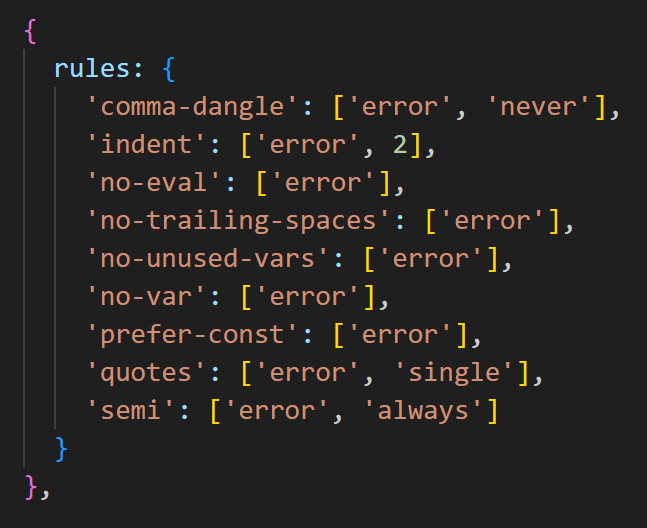 {
  rules: {
    'comma-dangle': ['error', 'never'],
    'indent': ['error', 2],
    'no-eval': ['error'],
    'no-trailing-spaces': ['error'],
    'no-unused-vars': ['error'],
    'no-var': ['error'],
    'prefer-const': ['error'],
    'quotes': ['error', 'single'],
    'semi': ['error', 'always']
  }
},